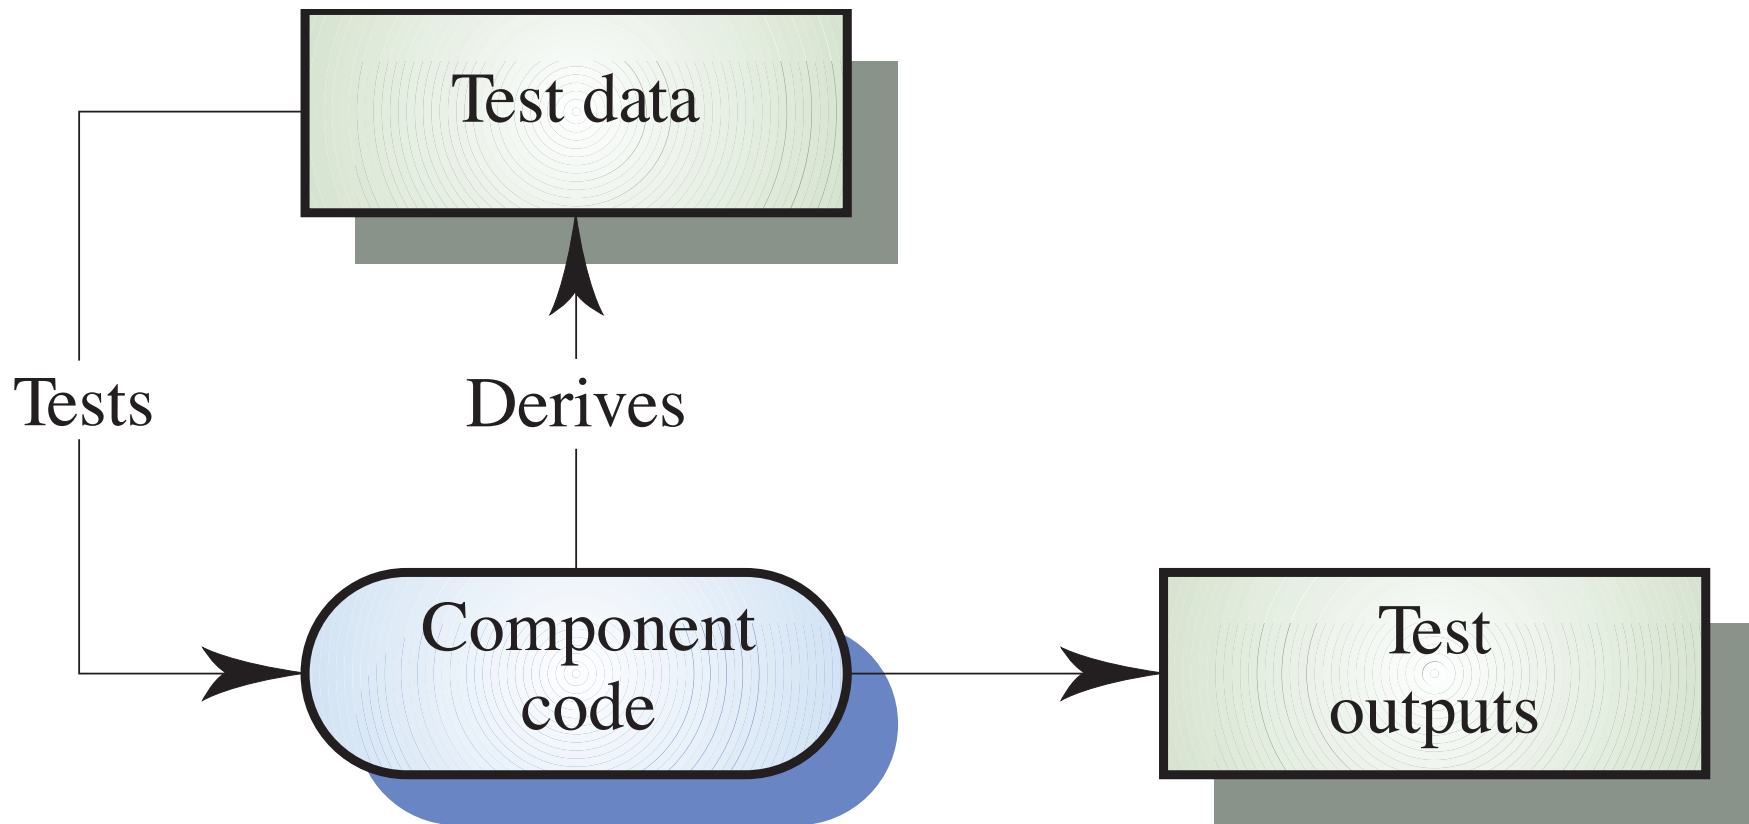 Test data
Tests
Derives
Component
code
Test
outputs